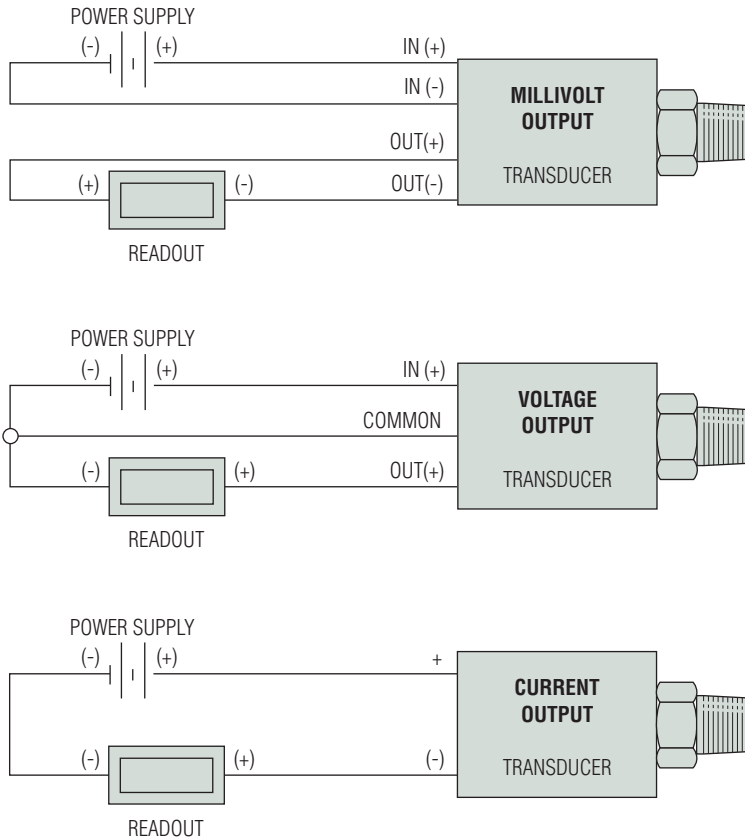 POWER SUPPLY
(-) (+) IN (+)
IN (-)
MILLIVOLT
OUTPUT
OUT(+)
TRANSDUCER
(+) (-) OUT(-)
READOUT
POWER SUPPLY
(-) (+) IN (+)
VOLTAGE
OUTPUT
COMMON
(-) (+) OUT(+)
TRANSDUCER
READOUT
POWER SUPPLY
(-) (+) +
CURRENT
OUTPUT
(-) (+) (-)
TRANSDUCER
READOUT